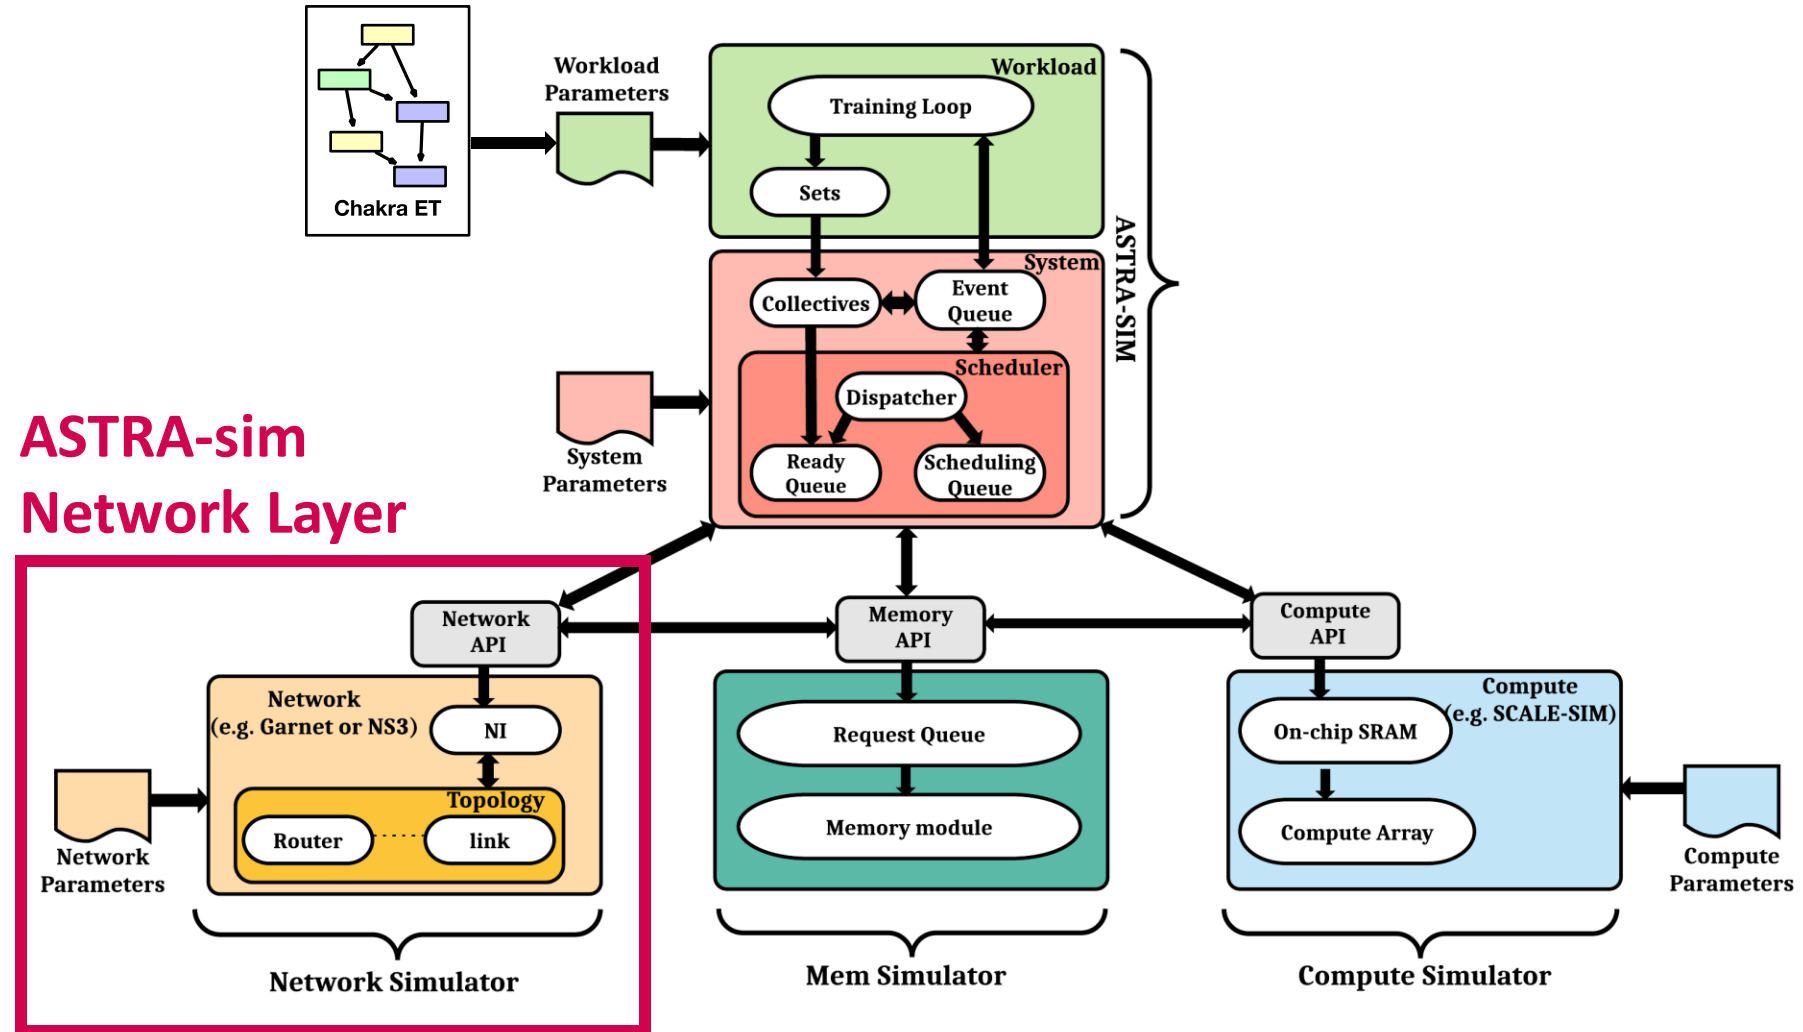 Chakra ET
Workload
Parameters
Workload
Training Loop
Sets
ASTRA-SIM
System
Collectives
Event
Queue
Scheduler
Dispatcher
Ready
Queue
Scheduling
Queue
System
Parameters
ASTRA-sim
Network Layer
Network
API
Memory
API
Compute
API
Network
(e.g. Garnet or NS3)
NI
Topology
Router
link
Network
Parameters
Network Simulator
Request Queue
Memory module
Mem Simulator
Compute
(e.g. SCALE-SIM)
On-chip SRAM
Compute Array
Compute
Parameters
Compute Simulator